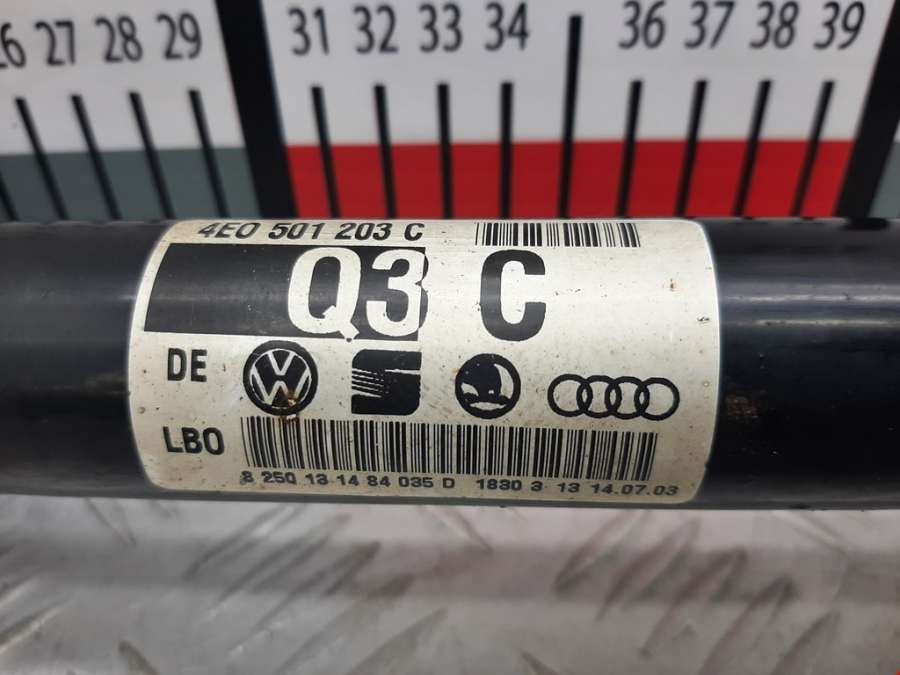 26 27 28 29 31 32 33 34 36 37 38 39
4E0 501 203 C
Q3 C
DE
LBO
8 250 13 14 84 035 D 1830 3 13 14.07.03